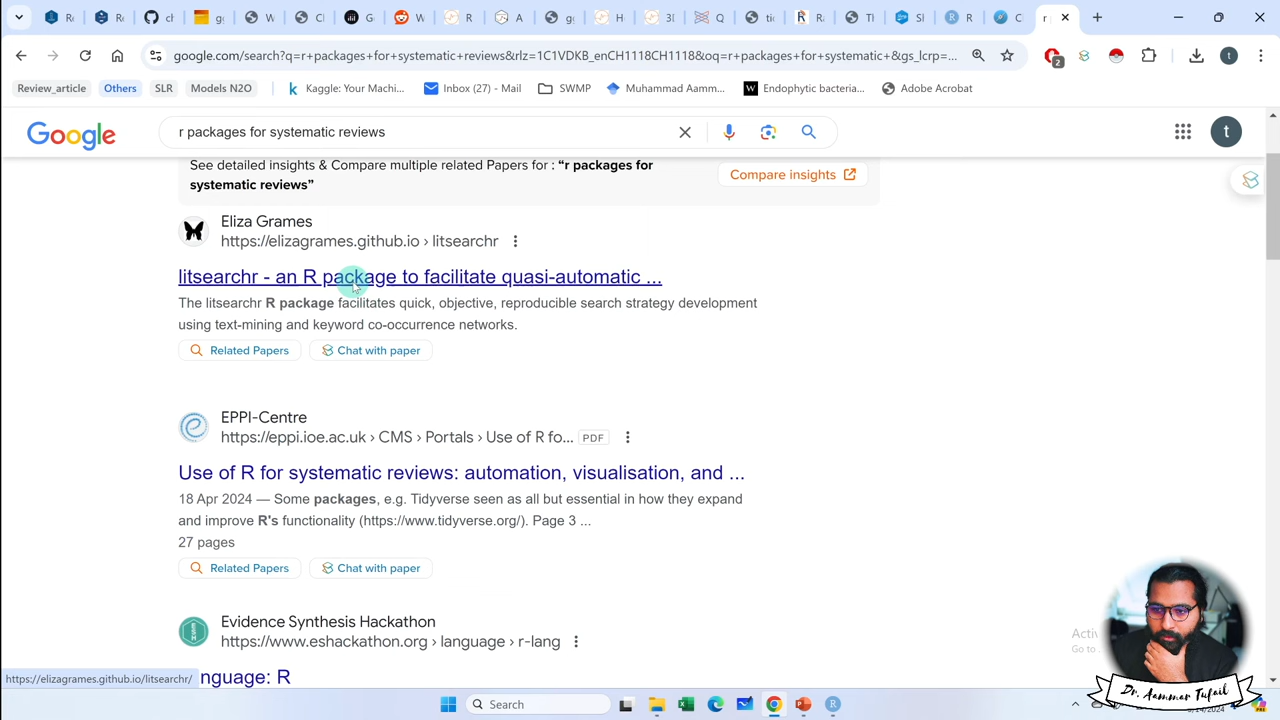 google.com/search?q=r+packages+for+systematic+reviews&rlz=1C1VDKB_enCH1118CH1118&oq=r+packages+for+systematic+&gs_lcrp=...
2
t
Review_article
Others
SLR
Models N2O
Kaggle: Your Machi...
Inbox (27) - Mail
SWMP
Muhammad Aamm...
Endophytic bacteria...
Adobe Acrobat
Google
r packages for systematic reviews
t
See detailed insights & Compare multiple related Papers for : “r packages for
systematic reviews”
Compare insights
Eliza Grames
https://elizagrames.github.io › litsearchr
litsearchr - an R package to facilitate quasi-automatic ...
The litsearchr R package facilitates quick, objective, reproducible search strategy development
using text-mining and keyword co-occurrence networks.
Related Papers
Chat with paper
EPPI-Centre
https://eppi.ioe.ac.uk › CMS › Portals › Use of R fo...
PDF
Use of R for systematic reviews: automation, visualisation, and ...
18 Apr 2024 — Some packages, e.g. Tidyverse seen as all but essential in how they expand
and improve R's functionality (https://www.tidyverse.org/). Page 3 ...
27 pages
Related Papers
Chat with paper
Evidence Synthesis Hackathon
https://www.eshackathon.org › language › r-lang
nguage: R
https://elizagrames.github.io/litsearchr/
Go to
Dr. Aammar Tufail
Search